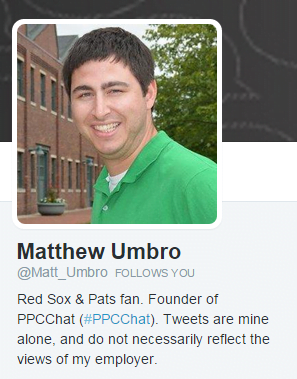 Matthew Umbro
@Matt_Umbro FOLLOWS YOU
Red Sox & Pats fan. Founder of
PPCChat (#PPCChat). Tweets are mine
alone, and do not necessarily reflect the
views of my employer.